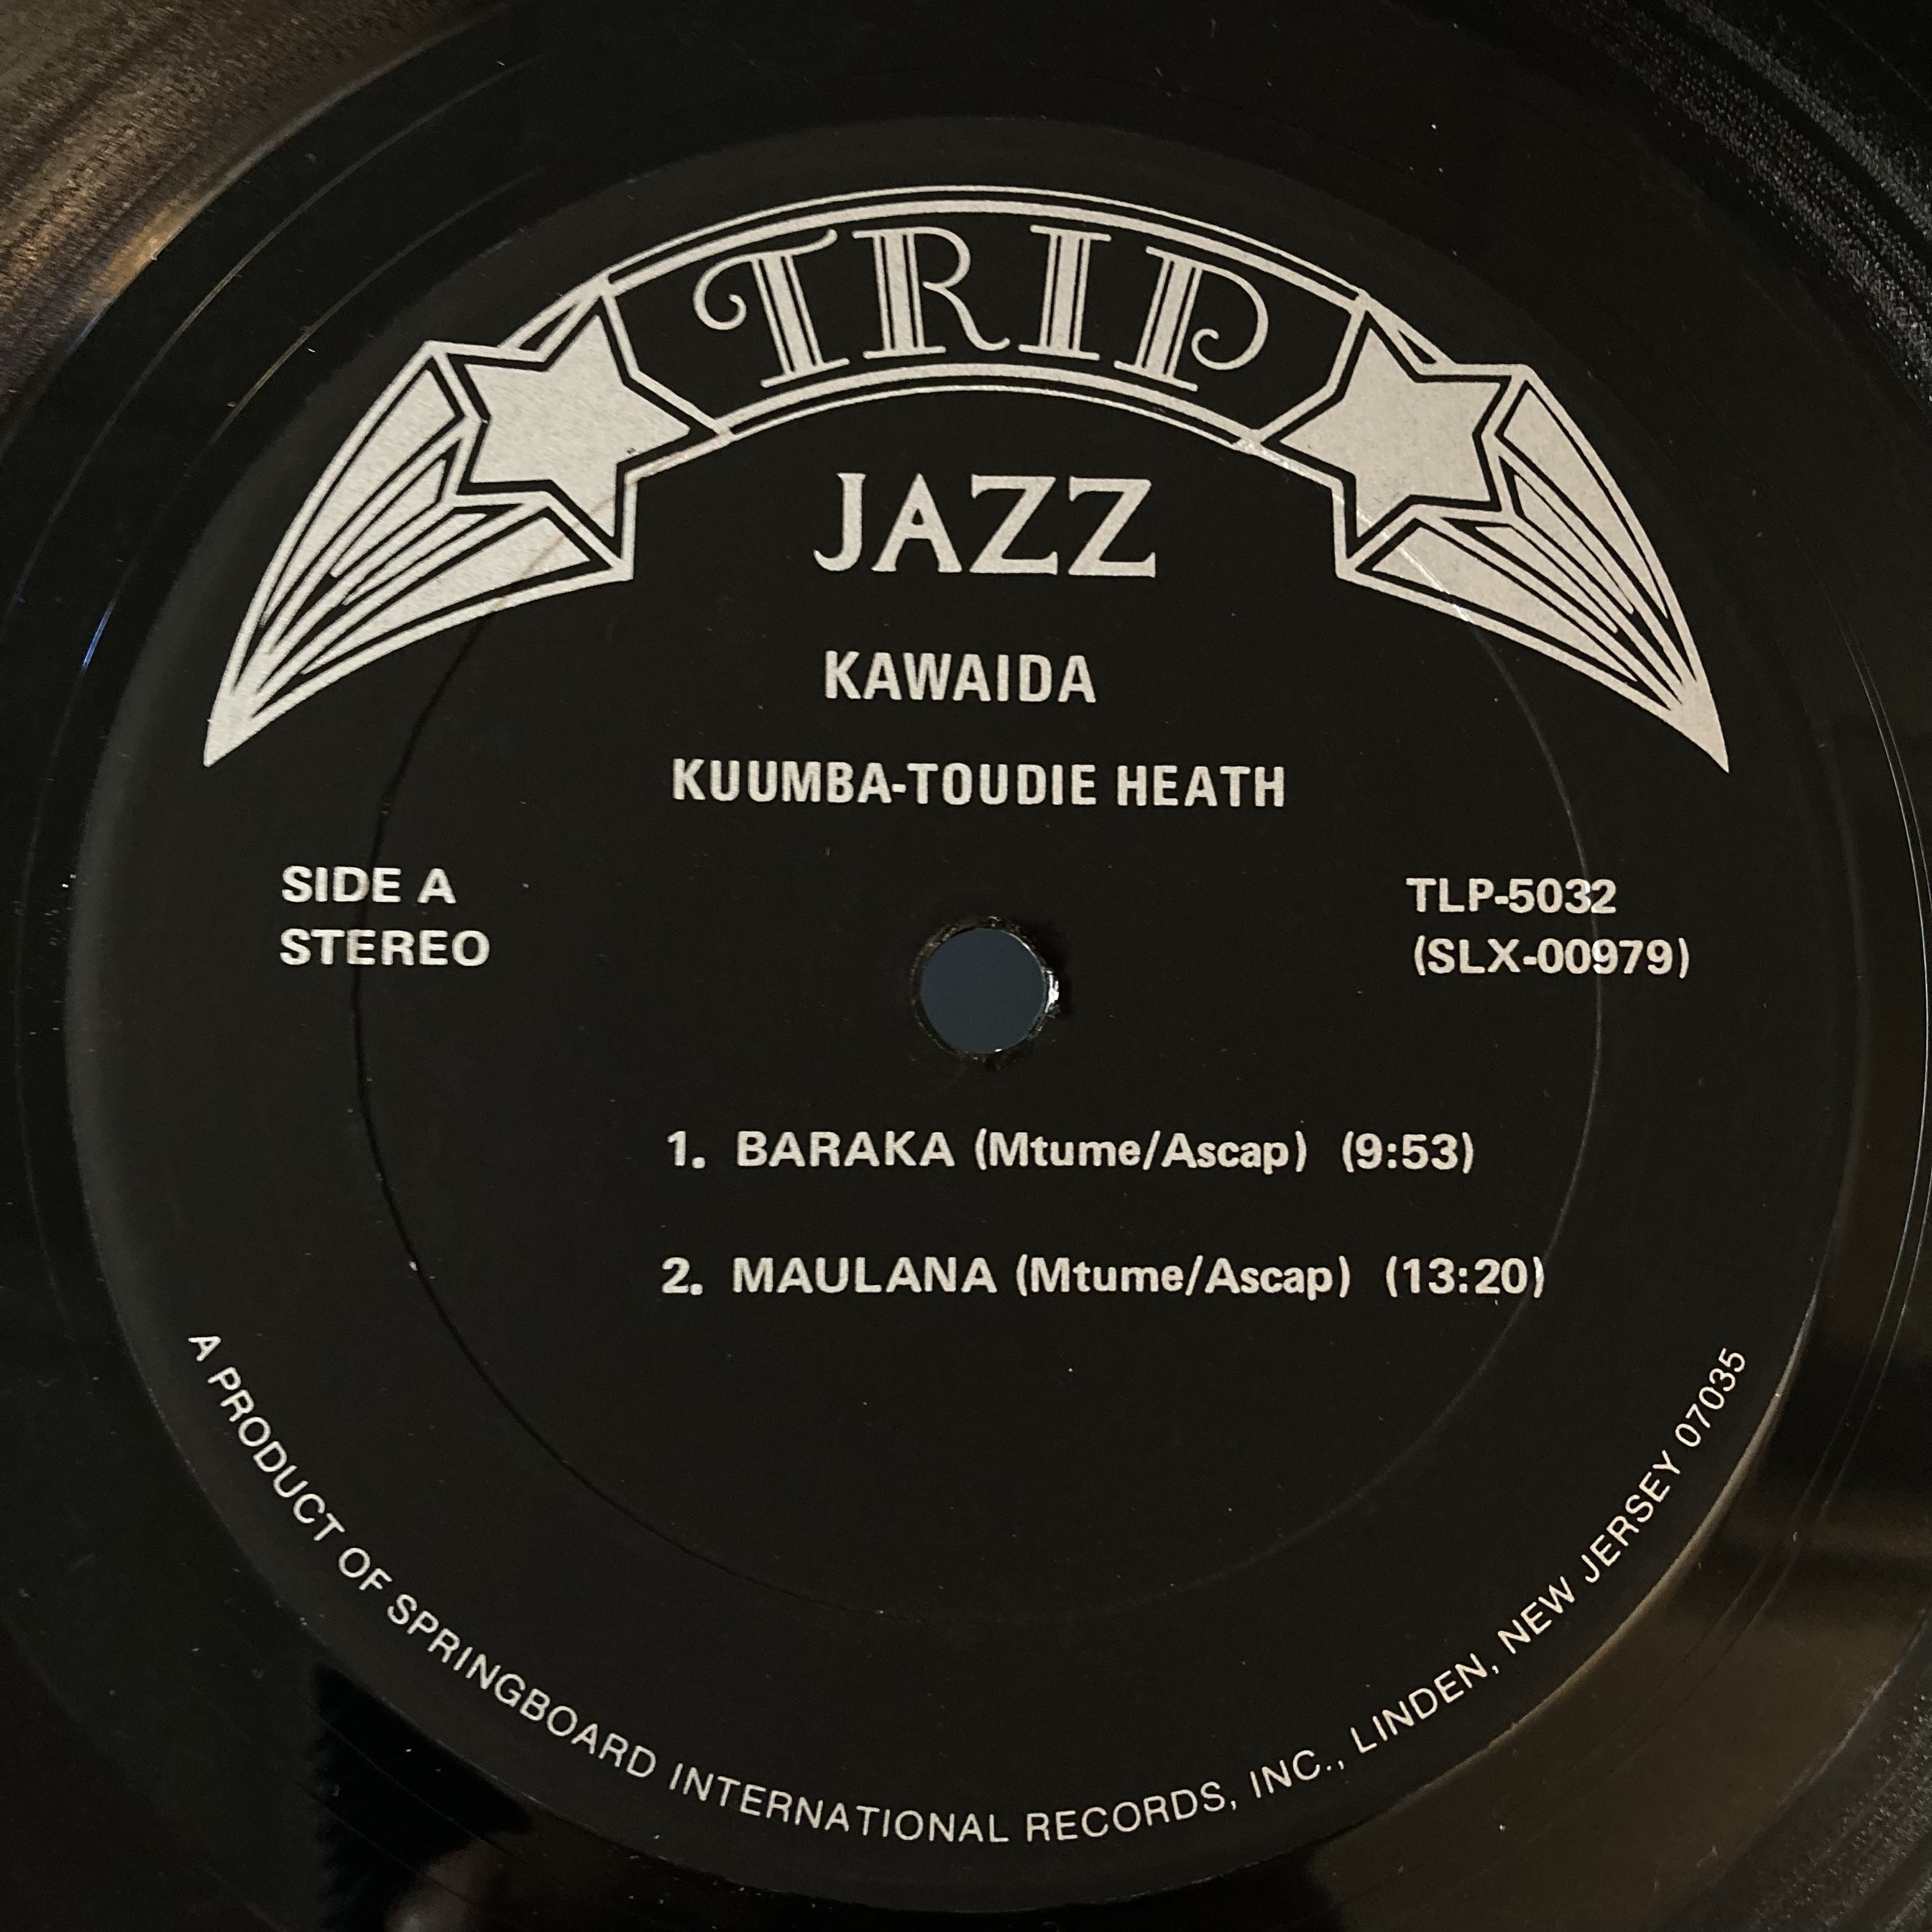 TRIP
JAZZ
KAWAIDA
KUUMBA-TOUDIE HEATH
SIDE A
STEREO
TLP-5032
(SLX-00979)
1. BARAKA (Mtume/Ascap) (9:53)
2. MAULANA (Mtume/Ascap) (13:20)
A PRODUCT OF SPRINGBOARD INTERNATIONAL RECORDS, INC., LINDEN, NEW JERSEY 07035